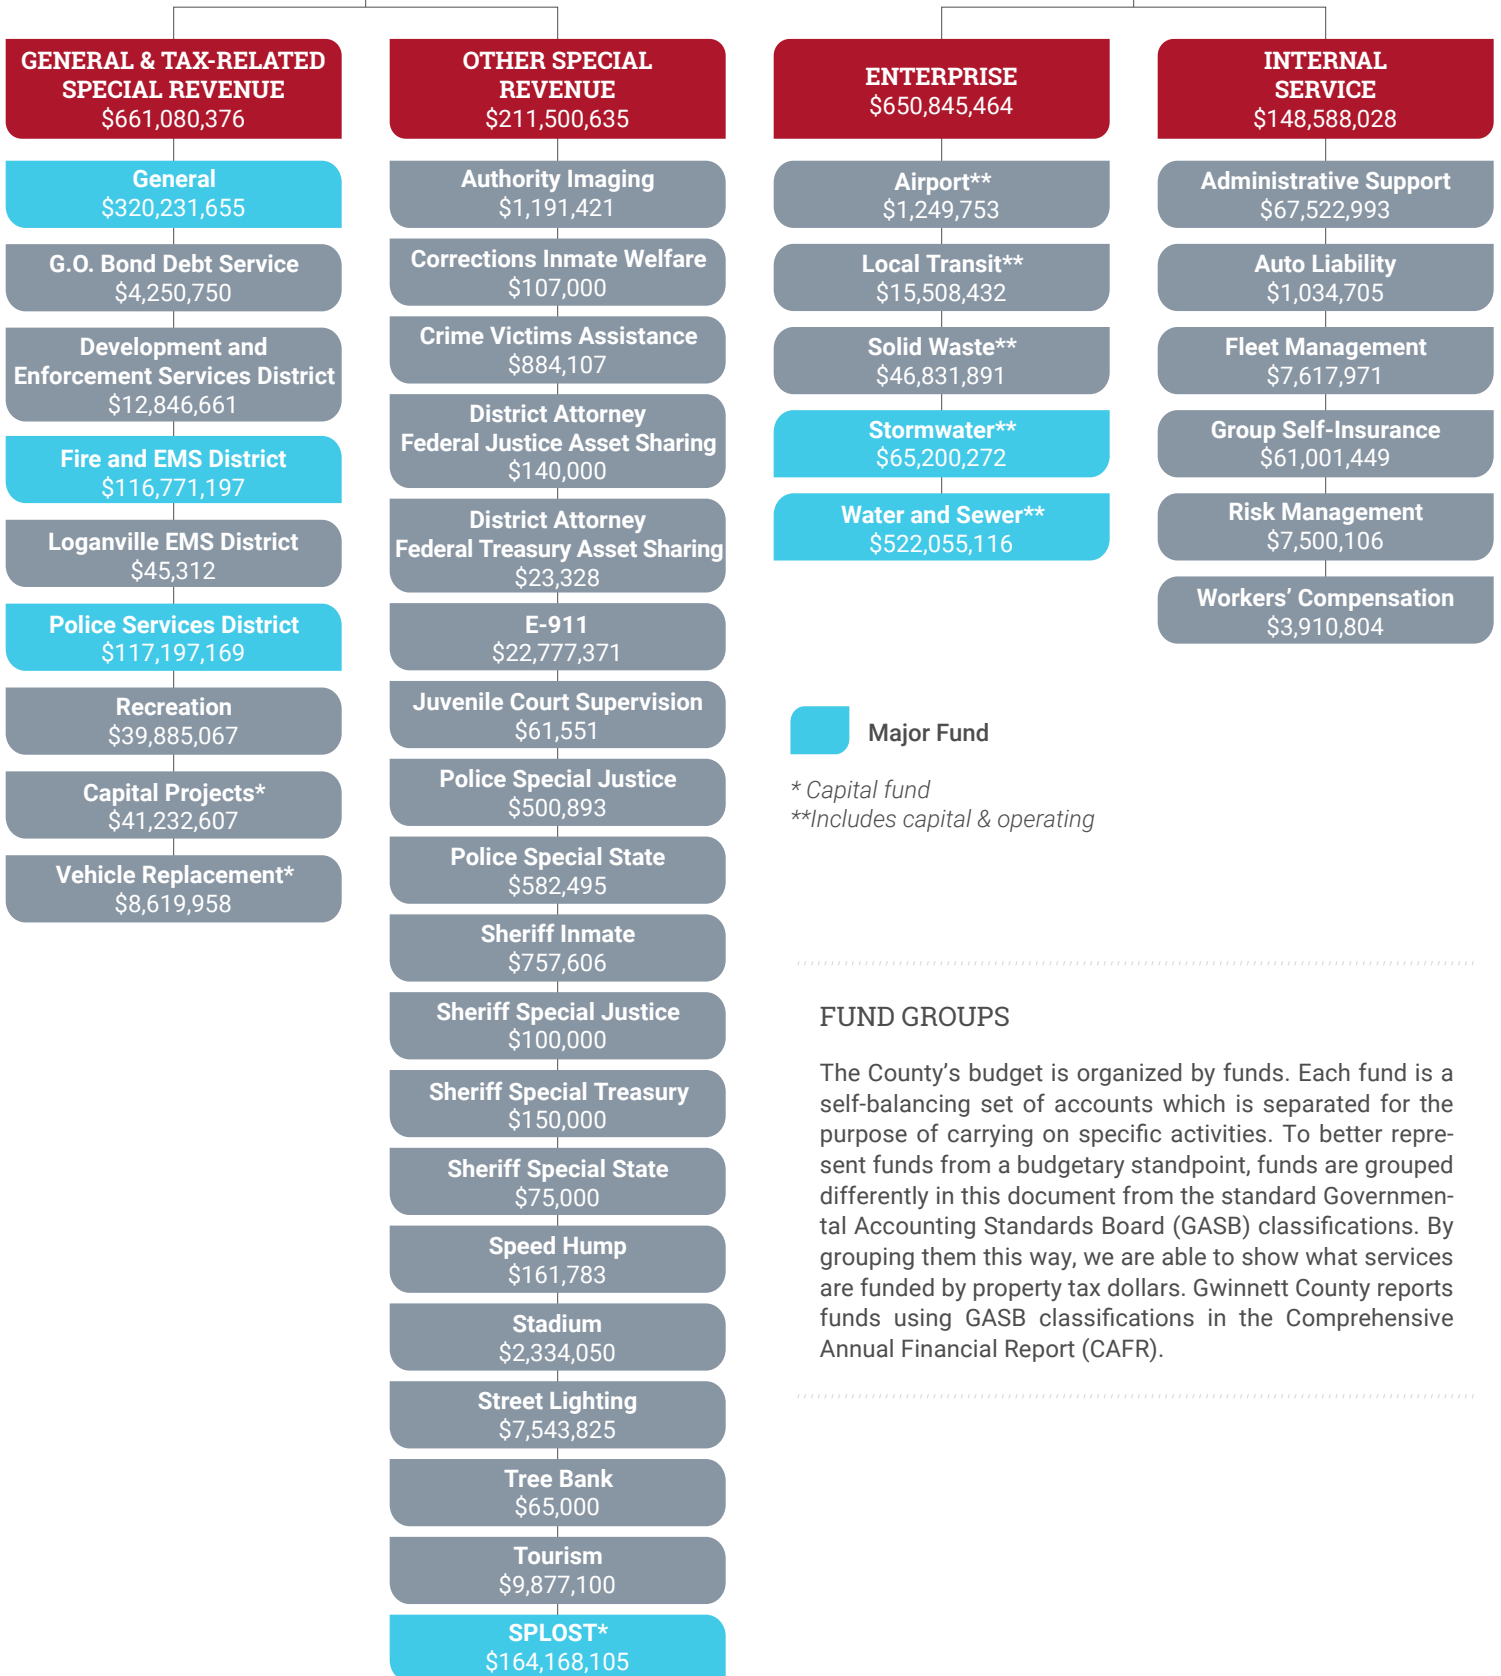 GENERAL & TAX-RELATED
SPECIAL REVENUE
$661,080,376
General
$320,231,655
G.O. Bond Debt Service
$4,250,750
Development and
Enforcement Services District
$12,846,661
Fire and EMS District
$116,771,197
Loganville EMS District
$45,312
Police Services District
$117,197,169
Recreation
$39,885,067
Capital Projects*
$41,232,607
Vehicle Replacement*
$8,619,958
OTHER SPECIAL
REVENUE
$211,500,635
Authority Imaging
$1,191,421
Corrections Inmate Welfare
$107,000
Crime Victims Assistance
$884,107
District Attorney
Federal Justice Asset Sharing
$140,000
District Attorney
Federal Treasury Asset Sharing
$23,328
E-911
$22,777,371
Juvenile Court Supervision
$61,551
Police Special Justice
$500,893
Police Special State
$582,495
Sheriff Inmate
$757,606
Sheriff Special Justice
$100,000
Sheriff Special Treasury
$150,000
Sheriff Special State
$75,000
Speed Hump
$161,783
Stadium
$2,334,050
Street Lighting
$7,543,825
Tree Bank
$65,000
Tourism
$9,877,100
SPLOST*
$164,168,105
ENTERPRISE
$650,845,464
Airport**
$1,249,753
Local Transit**
$15,508,432
Solid Waste**
$46,831,891
Stormwater**
$65,200,272
Water and Sewer**
$522,055,116
INTERNAL
SERVICE
$148,588,028
Administrative Support
$67,522,993
Auto Liability
$1,034,705
Fleet Management
$7,617,971
Group Self-Insurance
$61,001,449
Risk Management
$7,500,106
Workers’ Compensation
$3,910,804
Major Fund
* Capital fund
**Includes capital & operating
FUND GROUPS
The County’s budget is organized by funds. Each fund is a
self-balancing set of accounts which is separated for the
purpose of carrying on specific activities. To better repre-
sent funds from a budgetary standpoint, funds are grouped
differently in this document from the standard Governmen-
tal Accounting Standards Board (GASB) classifications. By
grouping them this way, we are able to show what services
are funded by property tax dollars. Gwinnett County reports
funds using GASB classifications in the Comprehensive
Annual Financial Report (CAFR).